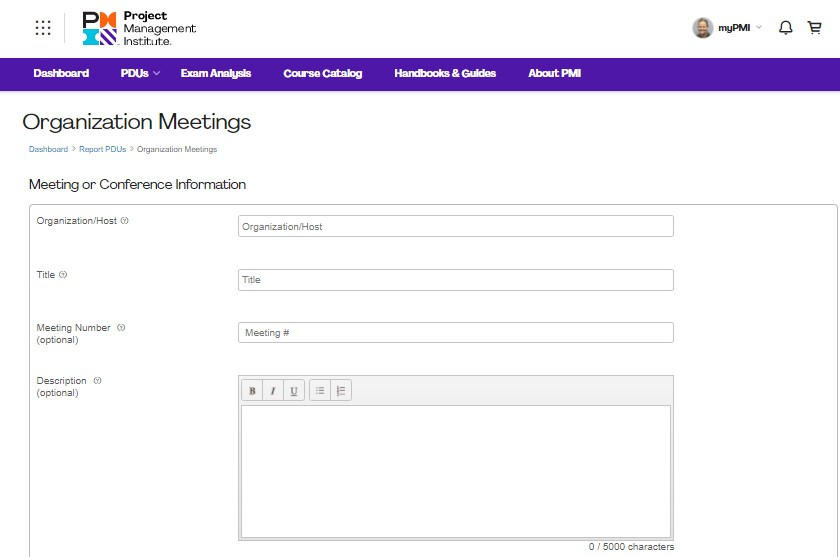 Project
Management
Institute.
myPMI
Dashboard PDUs Exam Analysis Course Catalog Handbooks & Guides About PMI
Organization Meetings
Dashboard > Report PDUs > Organization Meetings
Meeting or Conference Information
Organization/Host ? Organization/Host
Title ? Title
Meeting Number ? Meeting #
(optional)
Description ?
(optional)
B I U
0 / 5000 characters